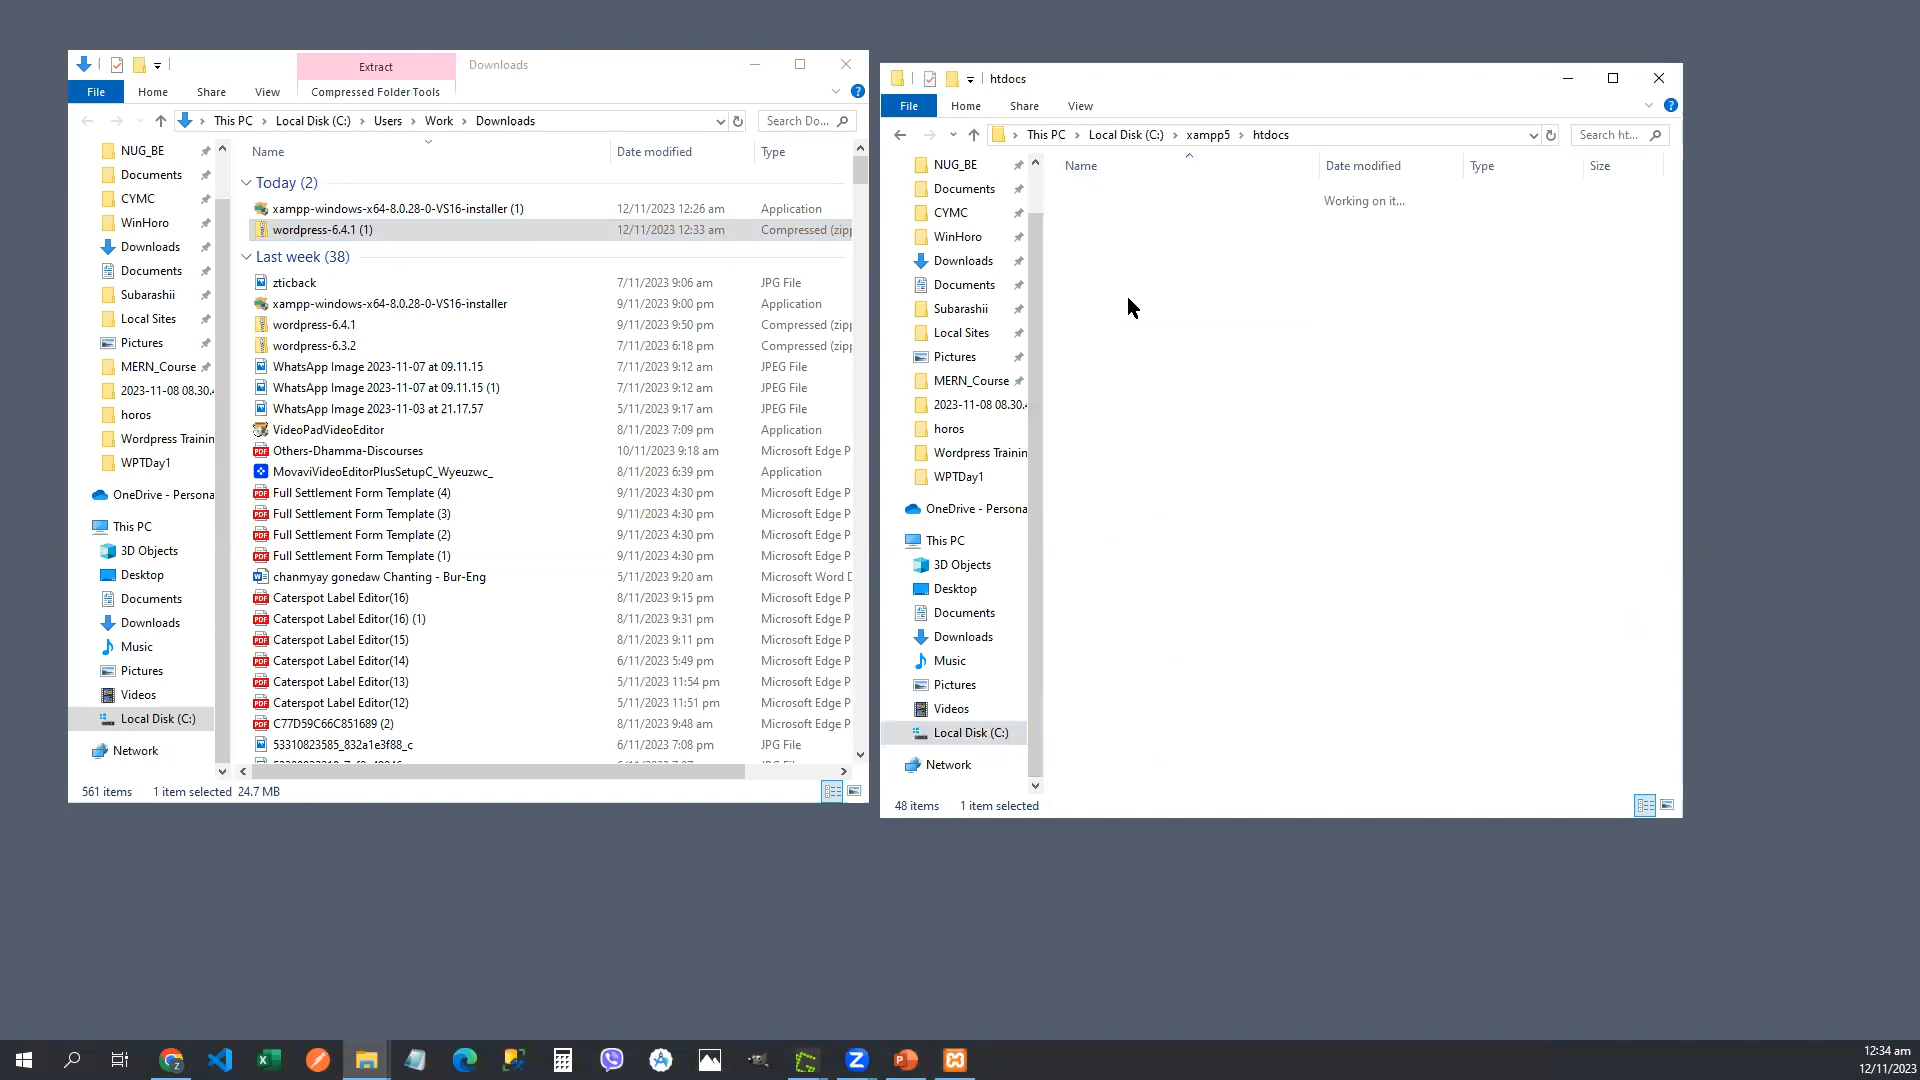 Extract
Downloads
File
Home
Share
View
Compressed Folder Tools
This PC > Local Disk (C:) > Users > Work > Downloads
Search Do...
NUG_BE
Documents
CYMC
WinHoro
Downloads
Documents
Subarashii
Local Sites
Pictures
MERN_Course
2023-11-08 08.30.4
horos
Wordpress Trainin
WPTDay1
OneDrive - Persona
This PC
3D Objects
Desktop
Documents
Downloads
Music
Pictures
Videos
Local Disk (C:)
Network
Name Date modified Type
Today (2)
xampp-windows-x64-8.0.28-0-VS16-installer (1) 12/11/2023 12:26 am Application
wordpress-6.4.1 (1) 12/11/2023 12:33 am Compressed (zipp
Last week (38)
zticback 7/11/2023 9:06 am JPG File
xampp-windows-x64-8.0.28-0-VS16-installer 9/11/2023 9:00 pm Application
wordpress-6.4.1 9/11/2023 9:50 pm Compressed (zipp
wordpress-6.3.2 7/11/2023 6:18 pm Compressed (zipp
WhatsApp Image 2023-11-07 at 09.11.15 7/11/2023 9:12 am JPEG File
WhatsApp Image 2023-11-07 at 09.11.15 (1) 7/11/2023 9:12 am JPEG File
WhatsApp Image 2023-11-03 at 21.17.57 5/11/2023 9:17 am JPEG File
VideoPadVideoEditor 8/11/2023 7:09 pm Application
Others-Dhamma-Discourses 10/11/2023 9:18 am Microsoft Edge P
MovaviVideoEditorPlusSetupC_Wyeuzwc_ 8/11/2023 6:39 pm Application
Full Settlement Form Template (4) 9/11/2023 4:30 pm Microsoft Edge P
Full Settlement Form Template (3) 9/11/2023 4:30 pm Microsoft Edge P
Full Settlement Form Template (2) 9/11/2023 4:30 pm Microsoft Edge P
Full Settlement Form Template (1) 9/11/2023 4:30 pm Microsoft Edge P
chanmyay gonedaw Chanting - Bur-Eng 5/11/2023 9:20 am Microsoft Word D
Caterspot Label Editor(16) 8/11/2023 9:15 pm Microsoft Edge P
Caterspot Label Editor(16) (1) 8/11/2023 9:31 pm Microsoft Edge P
Caterspot Label Editor(15) 8/11/2023 9:11 pm Microsoft Edge P
Caterspot Label Editor(14) 6/11/2023 5:49 pm Microsoft Edge P
Caterspot Label Editor(13) 5/11/2023 11:54 pm Microsoft Edge P
Caterspot Label Editor(12) 5/11/2023 11:51 pm Microsoft Edge P
C77D59C66C851689 (2) 8/11/2023 9:48 am Microsoft Edge P
53310823585_832a1e3f88_c 6/11/2023 7:08 pm JPG File
561 items 1 item selected 24.7 MB
htdocs
File
Home
Share
View
This PC > Local Disk (C:) > xampp5 > htdocs
Search ht...
NUG_BE
Documents
CYMC
WinHoro
Downloads
Documents
Subarashii
Local Sites
Pictures
MERN_Course
2023-11-08 08.30.4
horos
Wordpress Trainin
WPTDay1
OneDrive - Persona
This PC
3D Objects
Desktop
Documents
Downloads
Music
Pictures
Videos
Local Disk (C:)
Network
Name Date modified Type Size
Working on it...
48 items 1 item selected
12:34 am
12/11/2023